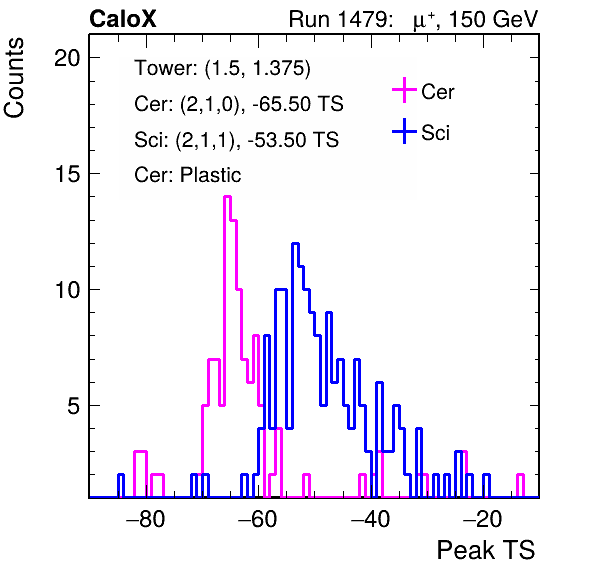 CaloX Run 1479: μ⁺, 150 GeV
Counts
Tower: (1.5, 1.375)
Cer: (2,1,0), -65.50 TS
Sci: (2,1,1), -53.50 TS
Cer: Plastic
Cer
Sci
20
15
10
5
−80 −60 −40 −20
Peak TS